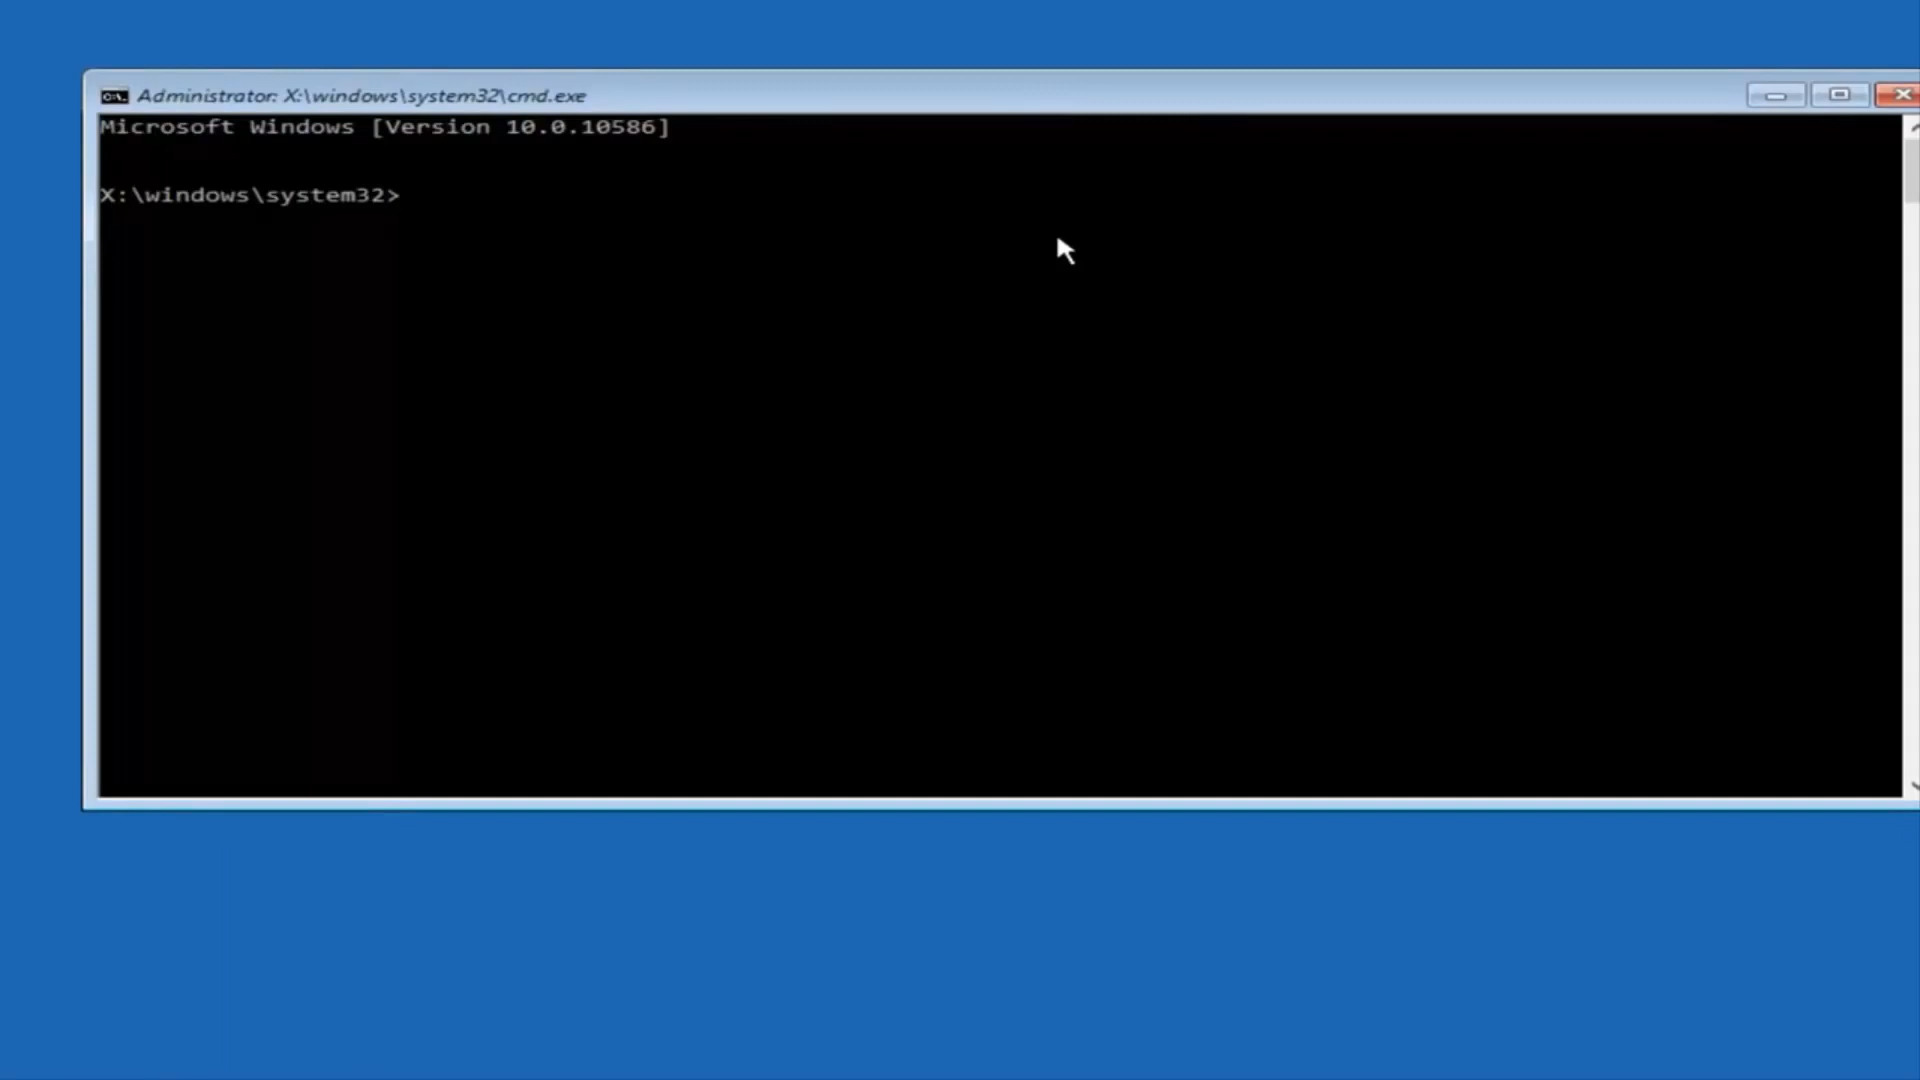 Administrator: X:\windows\system32\cmd.exe
Microsoft Windows [Version 10.0.10586]
X:\windows\system32>